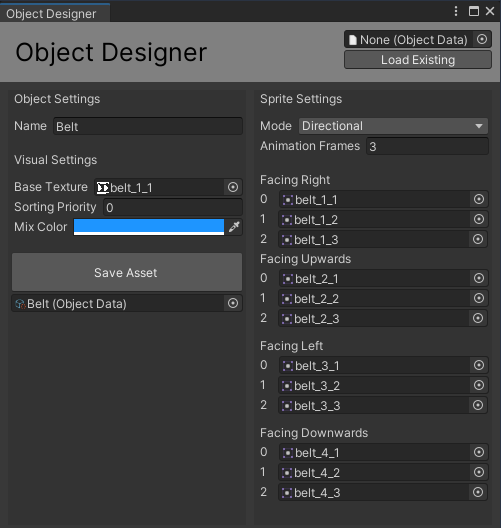 Object Designer
Object Designer
None (Object Data)
Load Existing
Object Settings
Name Belt
Visual Settings
Base Texture belt_1_1
Sorting Priority 0
Mix Color
Save Asset
Belt (Object Data)
Sprite Settings
Mode Directional
Animation Frames 3
Facing Right
0 belt_1_1
1 belt_1_2
2 belt_1_3
Facing Upwards
0 belt_2_1
1 belt_2_2
2 belt_2_3
Facing Left
0 belt_3_1
1 belt_3_2
2 belt_3_3
Facing Downwards
0 belt_4_1
1 belt_4_2
2 belt_4_3